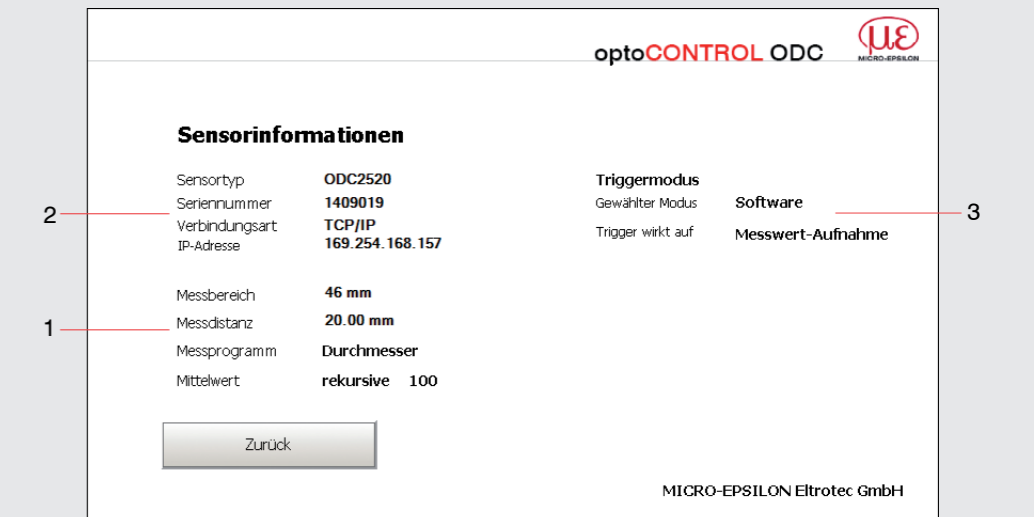 optoCONTROL ODC
με
MICRO-EPSILON
Sensorinformationen
Sensortyp ODC2520
Seriennummer 1409019
Verbindungsart TCP/IP
IP-Adresse 169.254.168.157
2
Messbereich 46 mm
Messdistanz 20.00 mm
Messprogramm Durchmesser
Mittelwert rekursive 100
1
Triggermodus
Gewählter Modus Software
Trigger wirkt auf Messwert-Aufnahme
3
Zurück
MICRO-EPSILON Eltrotec GmbH